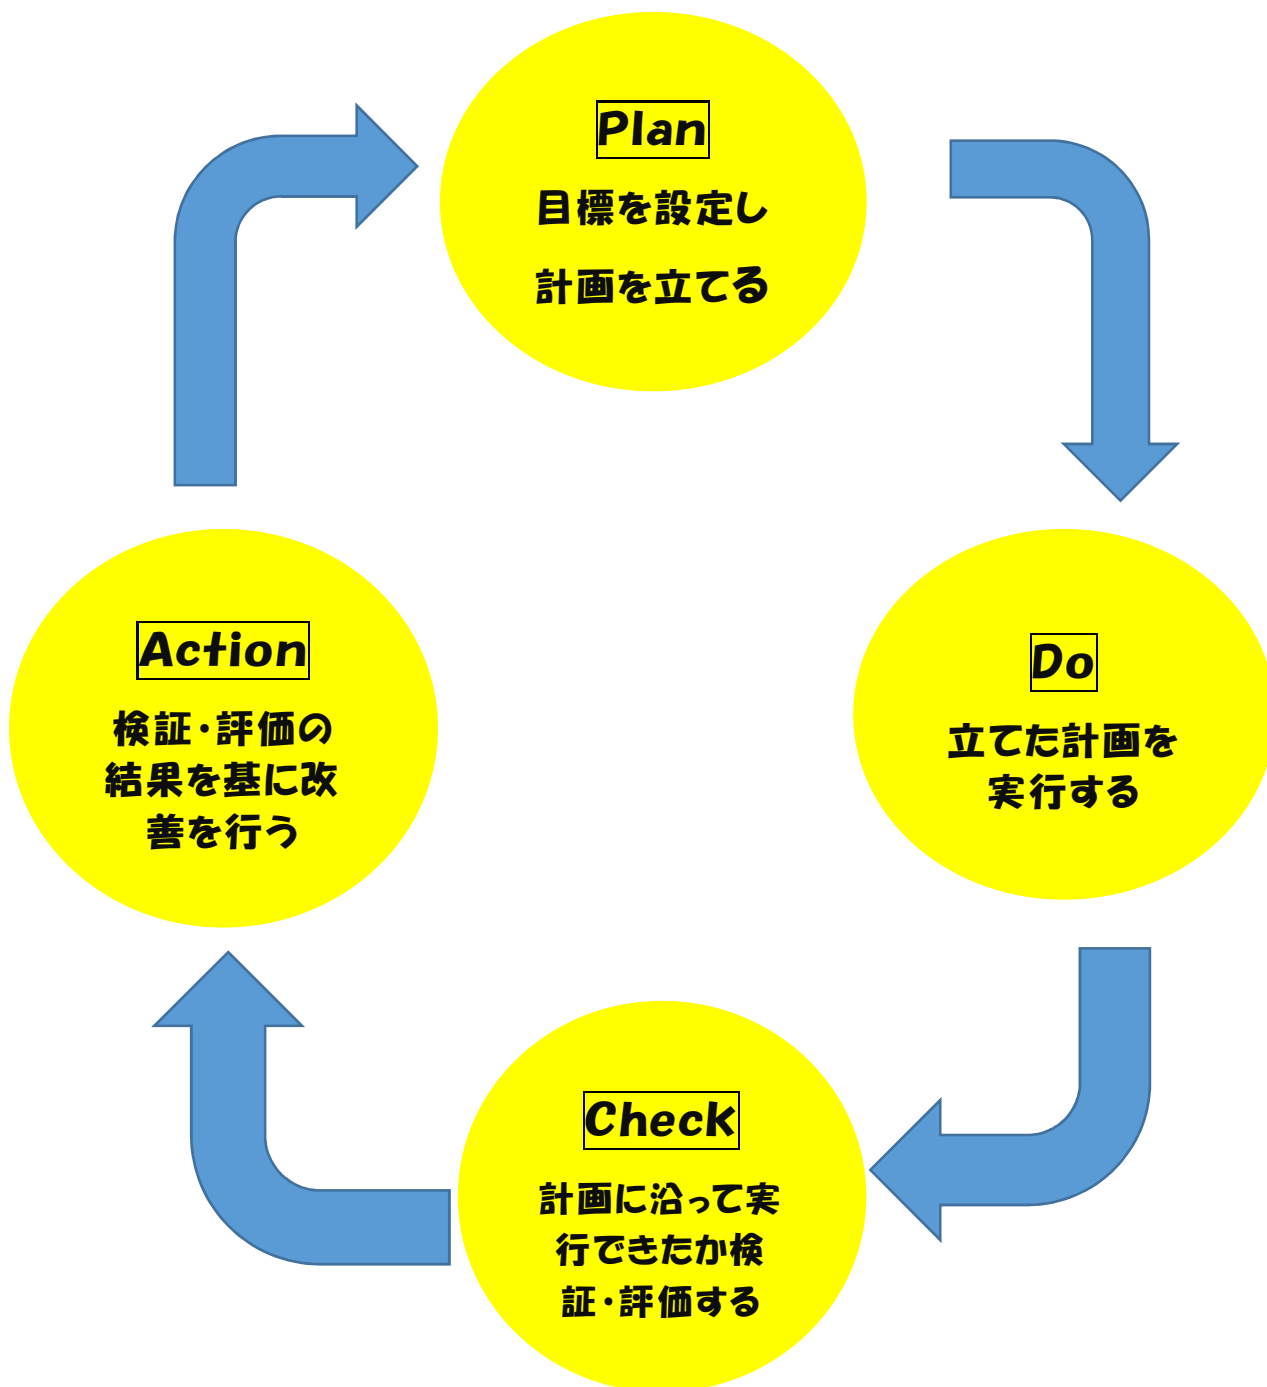 Plan
目標を設定し
計画を立てる
Do
立てた計画を
実行する
Check
計画に沿って実
行できたか検
証・評価する
Action
検証・評価の
結果を基に改
善を行う